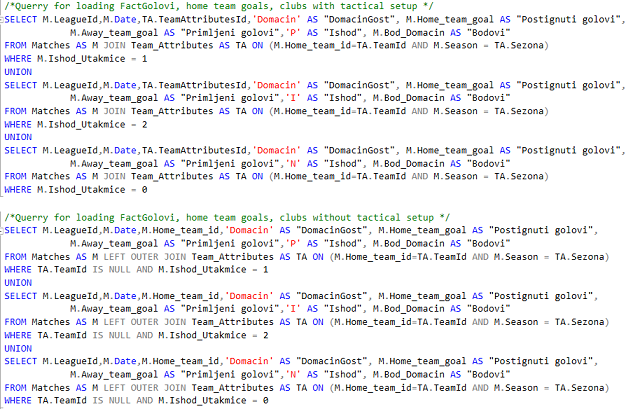 /*Querry for loading FactGolovi, home team goals, clubs with tactical setup */
SELECT M.LeagueId,M.Date,TA.TeamAttributesId,'Domacin' AS "DomacinGost", M.Home_team_goal AS "Postignuti golovi",
M.Away_team_goal AS "Primljeni golovi",'P' AS "Ishod", M.Bod_Domacin AS "Bodovi"
FROM Matches AS M JOIN Team_Attributes AS TA ON (M.Home_team_id=TA.TeamId AND M.Season = TA.Sezona)
WHERE M.Ishod_Utakmice = 1
UNION
SELECT M.LeagueId,M.Date,TA.TeamAttributesId,'Domacin' AS "DomacinGost", M.Home_team_goal AS "Postignuti golovi",
M.Away_team_goal AS "Primljeni golovi",'I' AS "Ishod", M.Bod_Domacin AS "Bodovi"
FROM Matches AS M JOIN Team_Attributes AS TA ON (M.Home_team_id=TA.TeamId AND M.Season = TA.Sezona)
WHERE M.Ishod_Utakmice = 2
UNION
SELECT M.LeagueId,M.Date,TA.TeamAttributesId,'Domacin' AS "DomacinGost", M.Home_team_goal AS "Postignuti golovi",
M.Away_team_goal AS "Primljeni golovi",'N' AS "Ishod", M.Bod_Domacin AS "Bodovi"
FROM Matches AS M JOIN Team_Attributes AS TA ON (M.Home_team_id=TA.TeamId AND M.Season = TA.Sezona)
WHERE M.Ishod_Utakmice = 0
/*Querry for loading FactGolovi, home team goals, clubs without tactical setup */
SELECT M.LeagueId,M.Date,M.Home_team_id,'Domacin' AS "DomacinGost", M.Home_team_goal AS "Postignuti golovi",
M.Away_team_goal AS "Primljeni golovi",'P' AS "Ishod", M.Bod_Domacin AS "Bodovi"
FROM Matches AS M LEFT OUTER JOIN Team_Attributes AS TA ON (M.Home_team_id=TA.TeamId AND M.Season = TA.Sezona)
WHERE TA.TeamId IS NULL AND M.Ishod_Utakmice = 1
UNION
SELECT M.LeagueId,M.Date,M.Home_team_id,'Domacin' AS "DomacinGost", M.Home_team_goal AS "Postignuti golovi",
M.Away_team_goal AS "Primljeni golovi",'I' AS "Ishod", M.Bod_Domacin AS "Bodovi"
FROM Matches AS M LEFT OUTER JOIN Team_Attributes AS TA ON (M.Home_team_id=TA.TeamId AND M.Season = TA.Sezona)
WHERE TA.TeamId IS NULL AND M.Ishod_Utakmice = 2
UNION
SELECT M.LeagueId,M.Date,M.Home_team_id,'Domacin' AS "DomacinGost", M.Home_team_goal AS "Postignuti golovi",
M.Away_team_goal AS "Primljeni golovi",'N' AS "Ishod", M.Bod_Domacin AS "Bodovi"
FROM Matches AS M LEFT OUTER JOIN Team_Attributes AS TA ON (M.Home_team_id=TA.TeamId AND M.Season = TA.Sezona)
WHERE TA.TeamId IS NULL AND M.Ishod_Utakmice = 0